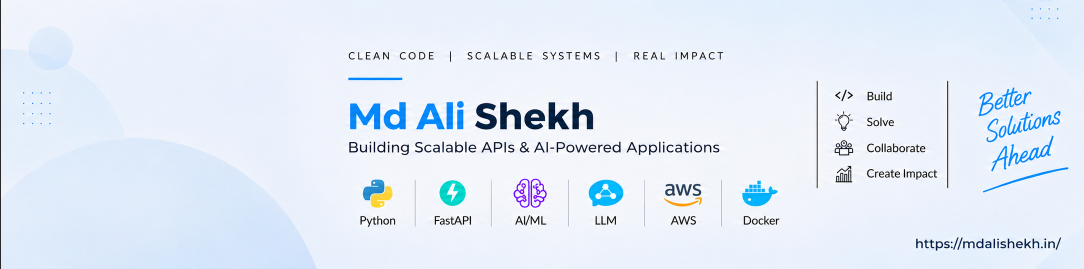 CLEAN CODE | SCALABLE SYSTEMS | REAL IMPACT
Md Ali Shekh
Building Scalable APIs & AI-Powered Applications
Python
FastAPI
AI/ML
LLM
aws
AWS
Docker
</> Build
Solve
Collaborate
Create Impact
Better
Solutions
Ahead
https://mdalishekh.in/